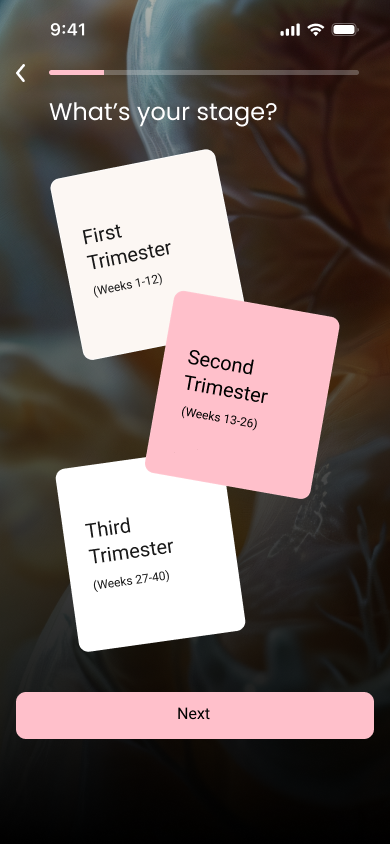 9:41
What's your stage?
First
Trimester
(Weeks 1-12)
Second
Trimester
(Weeks 13-26)
Third
Trimester
(Weeks 27-40)
Next